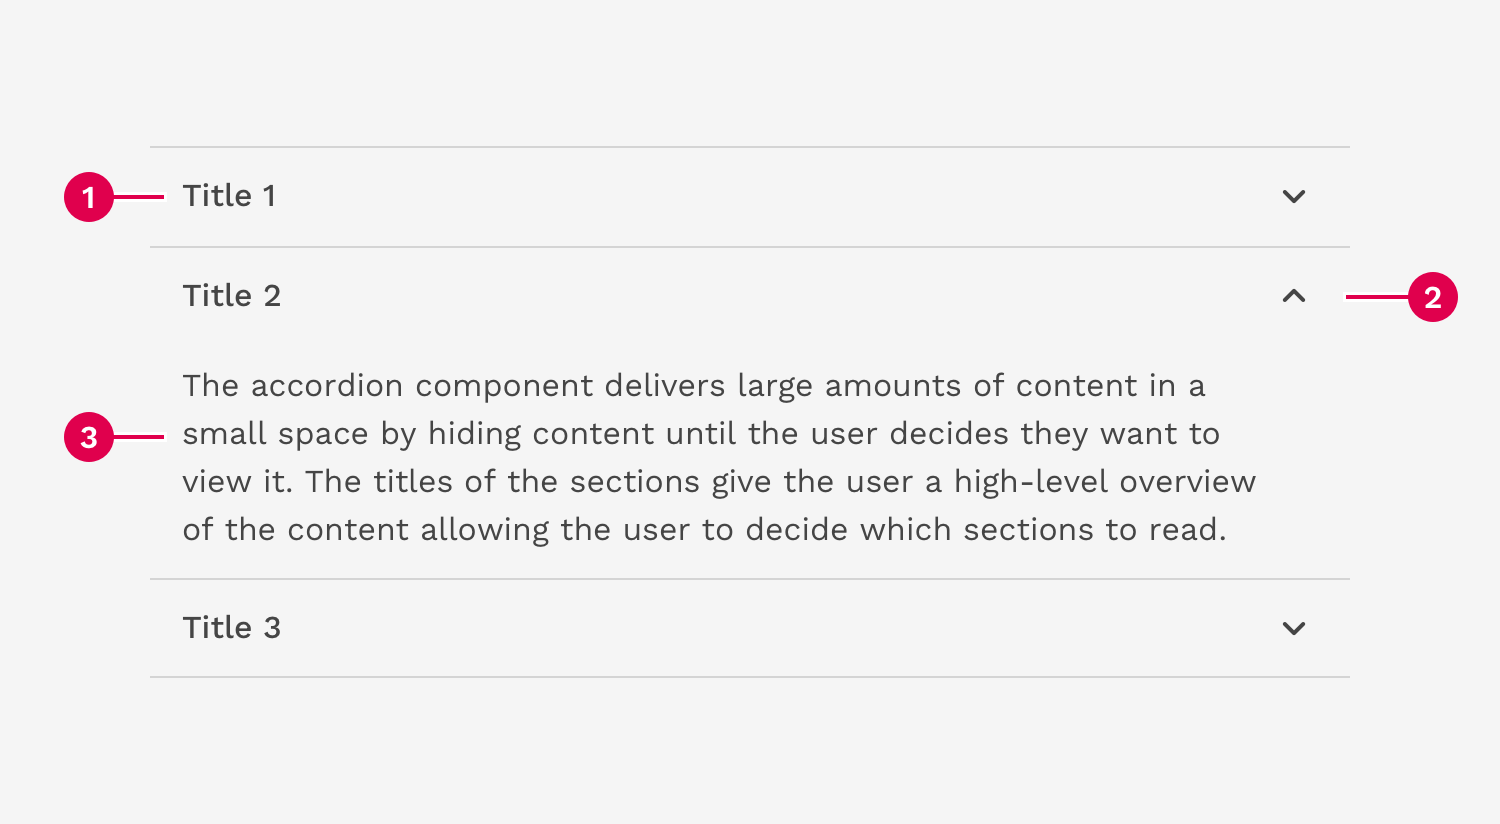 1 Title 1
Title 2 2
The accordion component delivers large amounts of content in a
3 small space by hiding content until the user decides they want to
view it. The titles of the sections give the user a high-level overview
of the content allowing the user to decide which sections to read.
Title 3